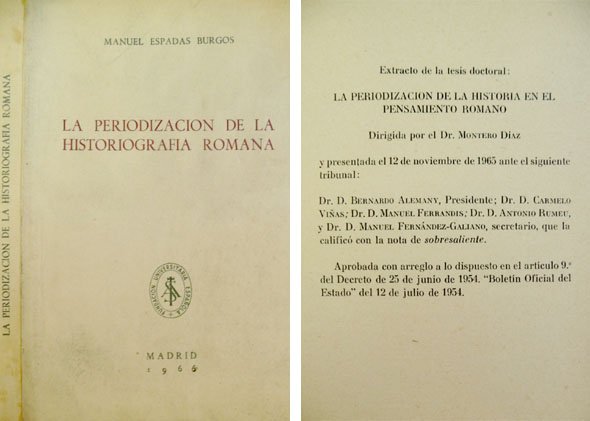 LA PERIODIZACION DE LA HISTORIOGRAFIA ROMANA
MANUEL ESPADAS BURGOS
LA PERIODIZACION DE LA
HISTORIOGRAFIA ROMANA
FUNDACION UNIVERSITARIA ESPAÑOLA
MADRID
1966
Extracto de la tesis doctoral:
LA PERIODIZACION DE LA HISTORIA EN EL
PENSAMIENTO ROMANO
Dirigida por el Dr. MONTERO DÍAZ
y presentada el 12 de noviembre de 1965 ante el siguiente
tribunal:
Dr. D. BERNARDO ALEMANY, Presidente; Dr. D. CARMELO
VIÑAS; Dr. D. MANUEL FERRANDIS; Dr. D. ANTONIO RUMEU,
y Dr. D. MANUEL FERNÁNDEZ-GALIANO, secretario, que la
calificó con la nota de sobresaliente.
Aprobada con arreglo a lo dispuesto en el artículo 9.º
del Decreto de 25 de junio de 1954. "Boletín Oficial del
Estado" del 12 de julio de 1954.